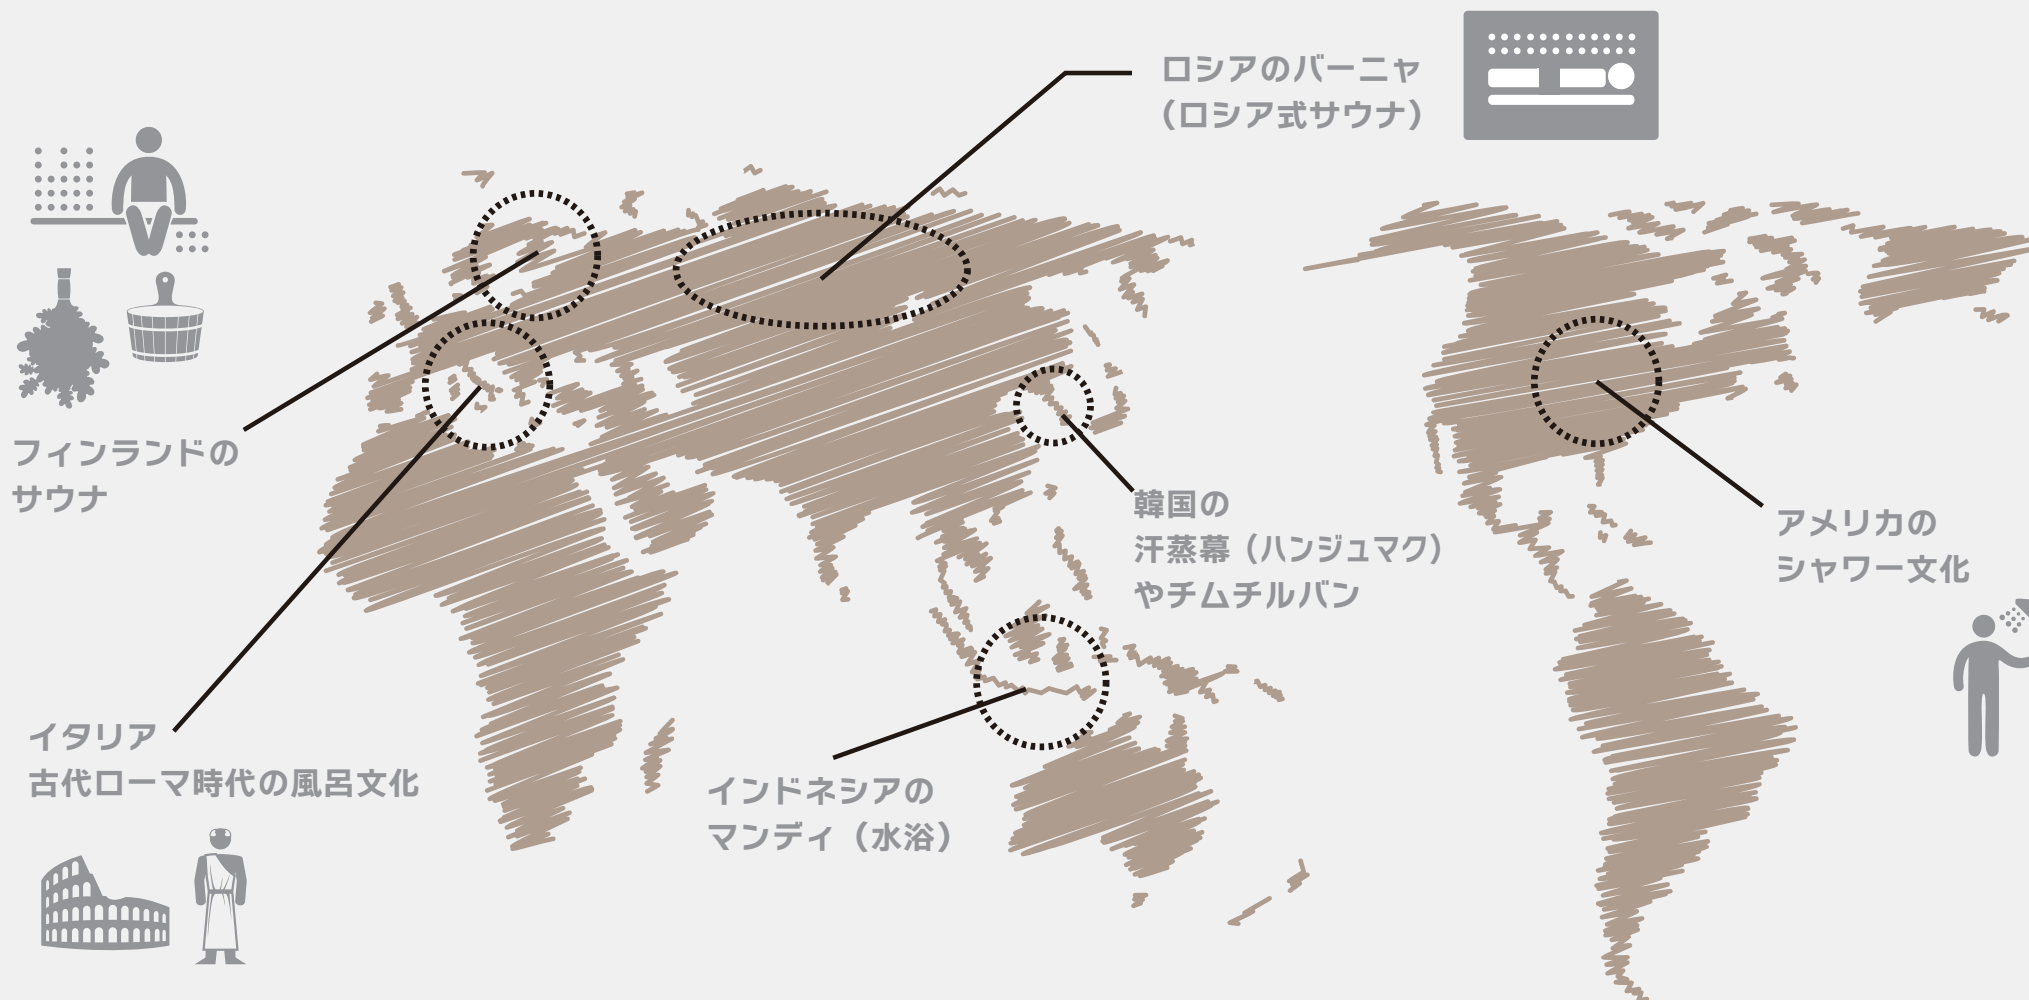 ロシアのバーニャ
（ロシア式サウナ）
フィンランドの
サウナ
韓国の
汗蒸幕（ハンジュマク）
やチムチルバン
アメリカの
シャワー文化
イタリア
古代ローマ時代の風呂文化
インドネシアの
マンディ（水浴）